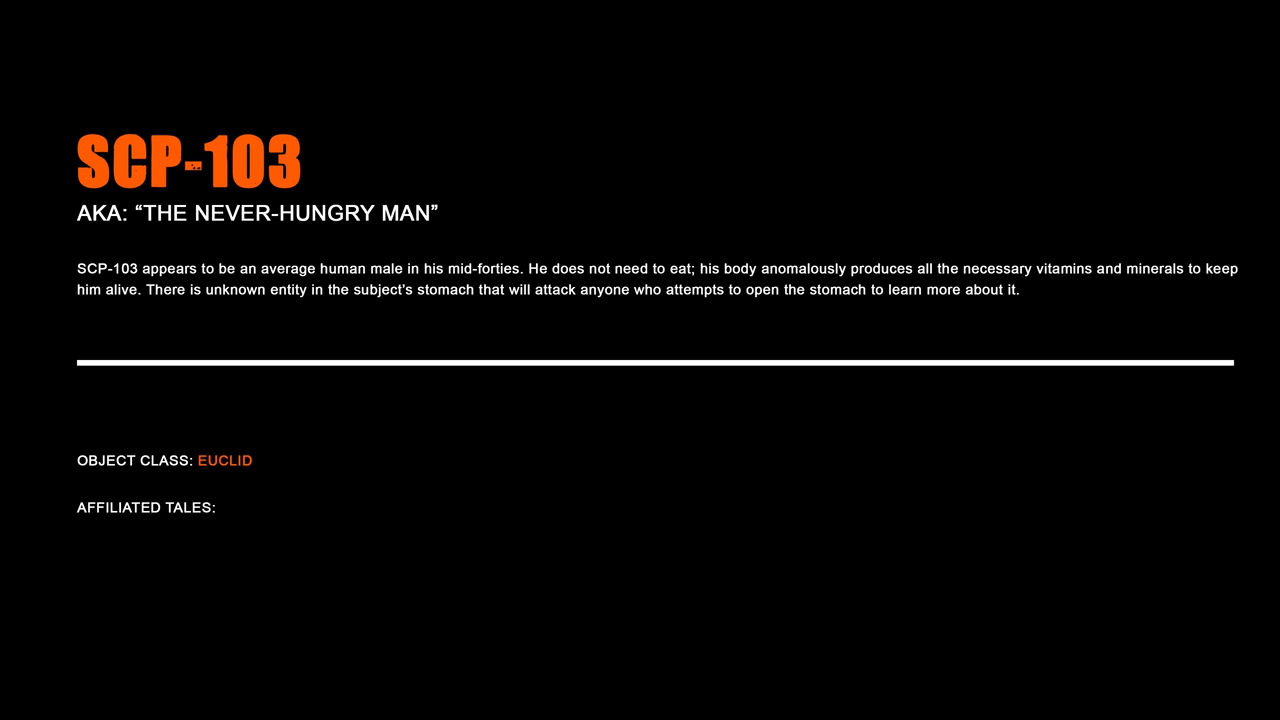 SCP-103
AKA: “THE NEVER-HUNGRY MAN”
SCP-103 appears to be an average human male in his mid-forties. He does not need to eat; his body anomalously produces all the necessary vitamins and minerals to keep
him alive. There is unknown entity in the subject’s stomach that will attack anyone who attempts to open the stomach to learn more about it.
OBJECT CLASS: EUCLID
AFFILIATED TALES: